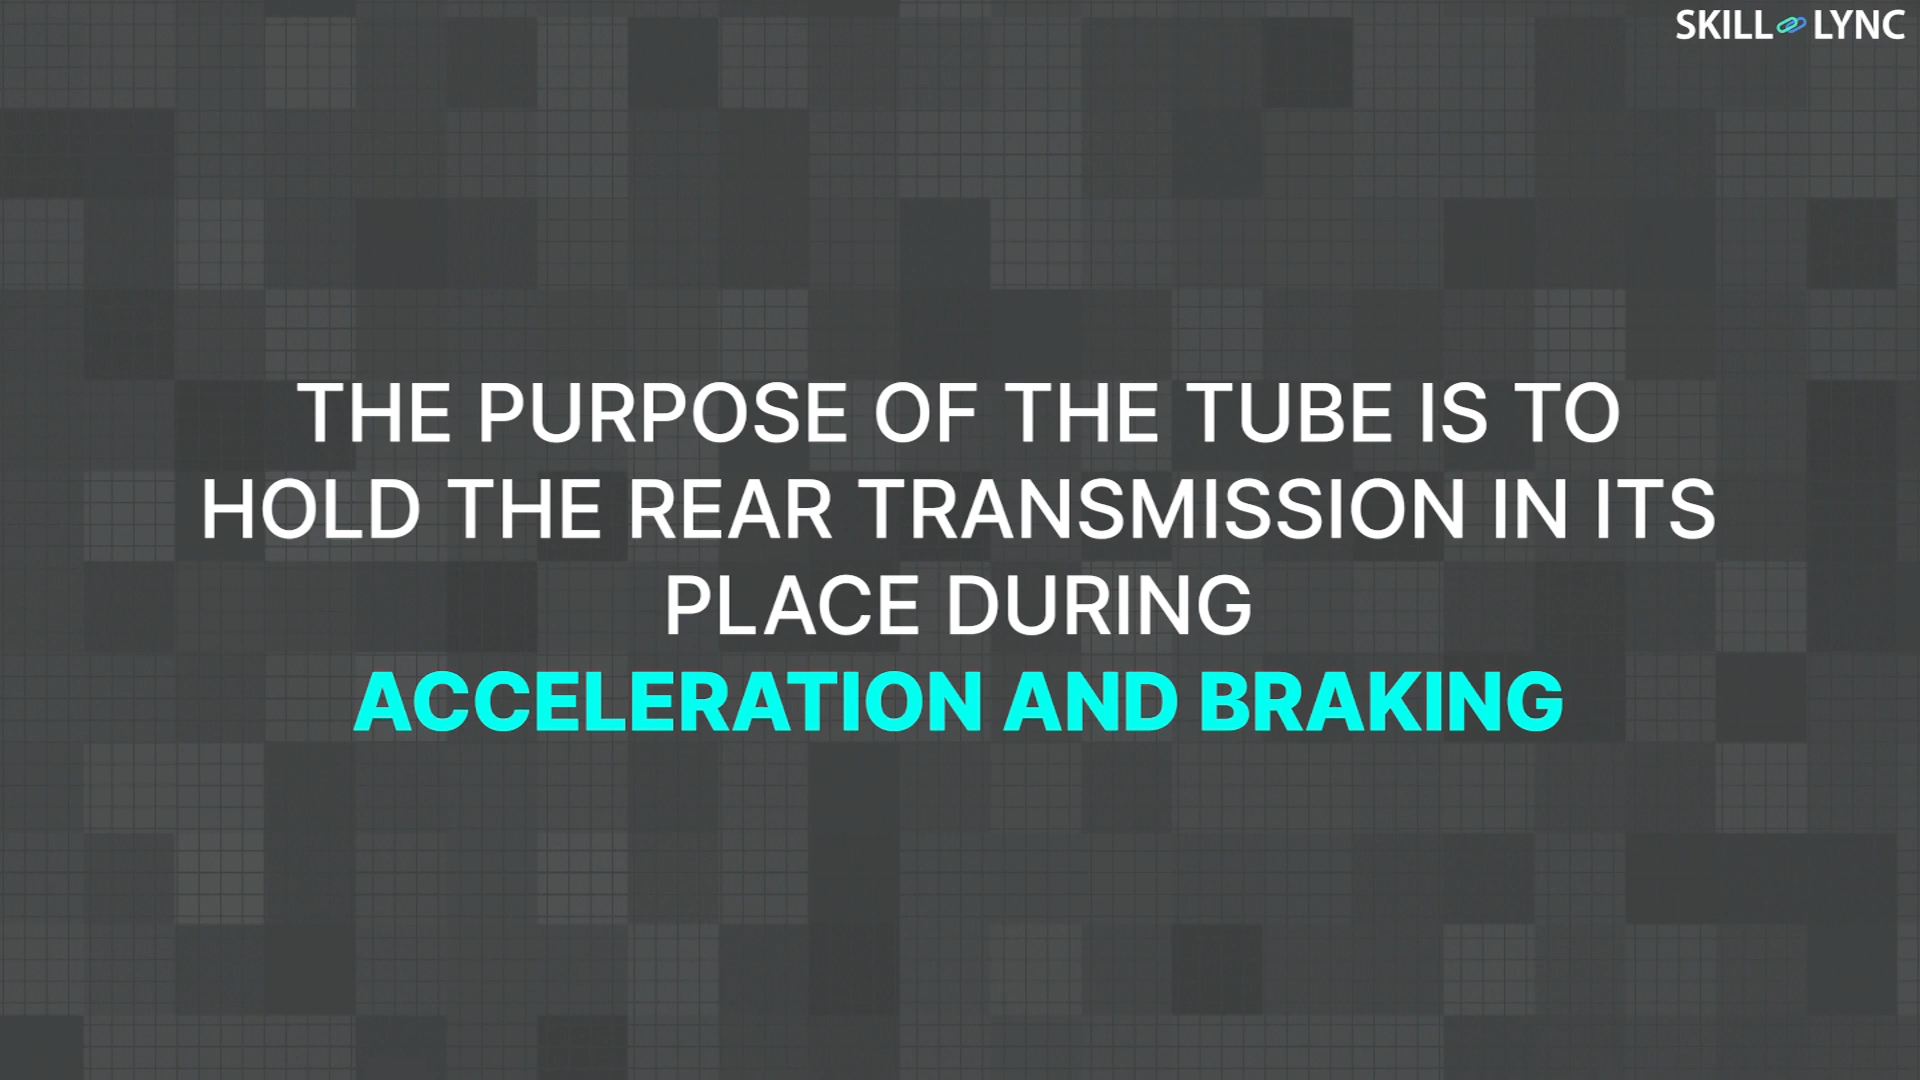 SKILL LYNC
THE PURPOSE OF THE TUBE IS TO
HOLD THE REAR TRANSMISSION IN ITS
PLACE DURING
ACCELERATION AND BRAKING